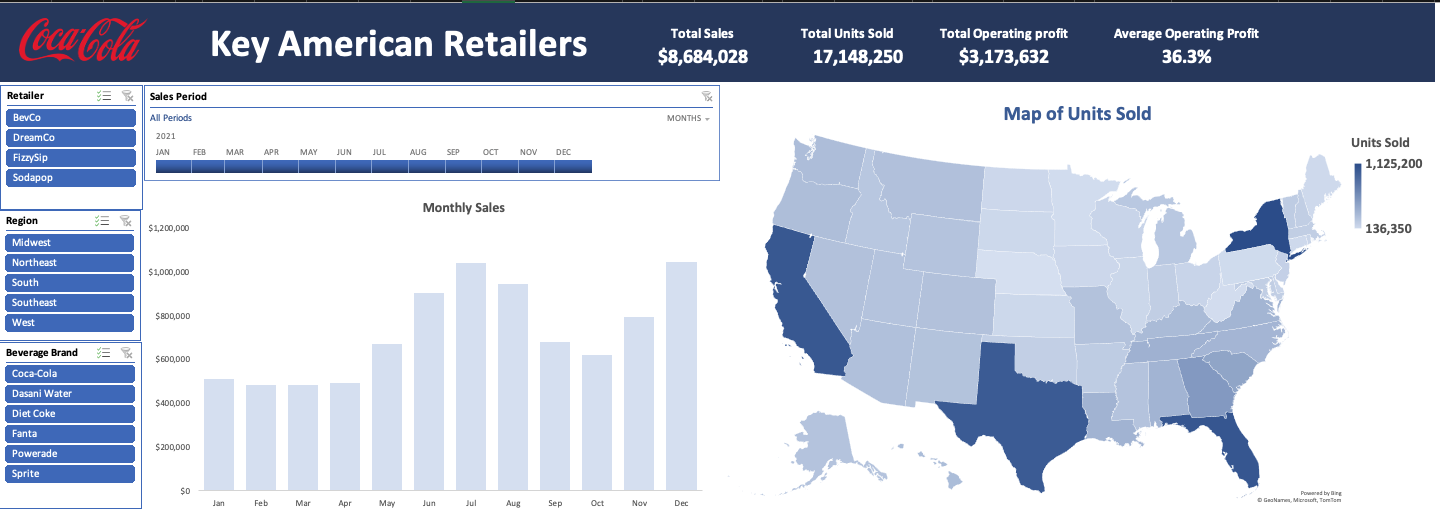 Coca-Cola
Key American Retailers
Total Sales
$8,684,028
Total Units Sold
17,148,250
Total Operating profit
$3,173,632
Average Operating Profit
36.3%
Retailer
BevCo
DreamCo
FizzySip
Sodapop
Region
Midwest
Northeast
South
Southeast
West
Beverage Brand
Coca-Cola
Dasani Water
Diet Coke
Fanta
Powerade
Sprite
Sales Period
All Periods
MONTHS
2021
JAN FEB MAR APR MAY JUN JUL AUG SEP OCT NOV DEC
Monthly Sales
$1,200,000
$1,000,000
$800,000
$600,000
$400,000
$200,000
$0
Jan Feb Mar Apr May Jun Jul Aug Sep Oct Nov Dec
Map of Units Sold
Units Sold
1,125,200
136,350
Powered by Bing
© GeoNames, Microsoft, TomTom